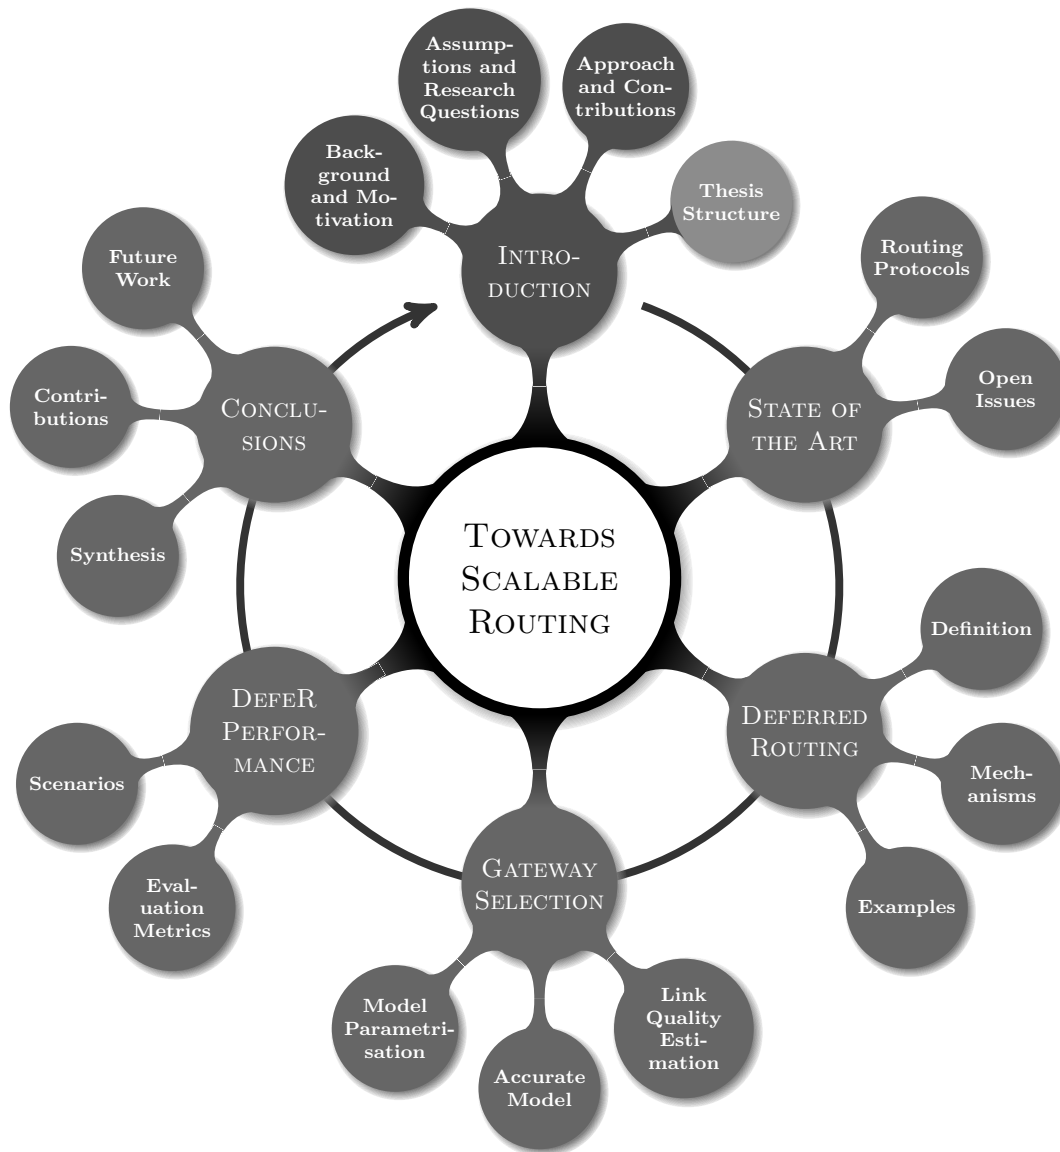 TOWARDS
SCALABLE
ROUTING
INTRO-
DUCTION
Back-
ground
and Mo-
tivation
Assump-
tions and
Research
Questions
Approach
and Con-
tributions
Thesis
Structure
STATE OF
THE ART
Routing
Protocols
Open
Issues
DEFERRED
ROUTING
Definition
Mech-
anisms
Examples
GATEWAY
SELECTION
Link
Quality
Esti-
mation
Accurate
Model
Model
Parametri-
sation
DEFER
PERFOR-
MANCE
Evalu-
uation
Metrics
Scenarios
CONCLU-
SIONS
Synthesis
Contri-
butions
Future
Work